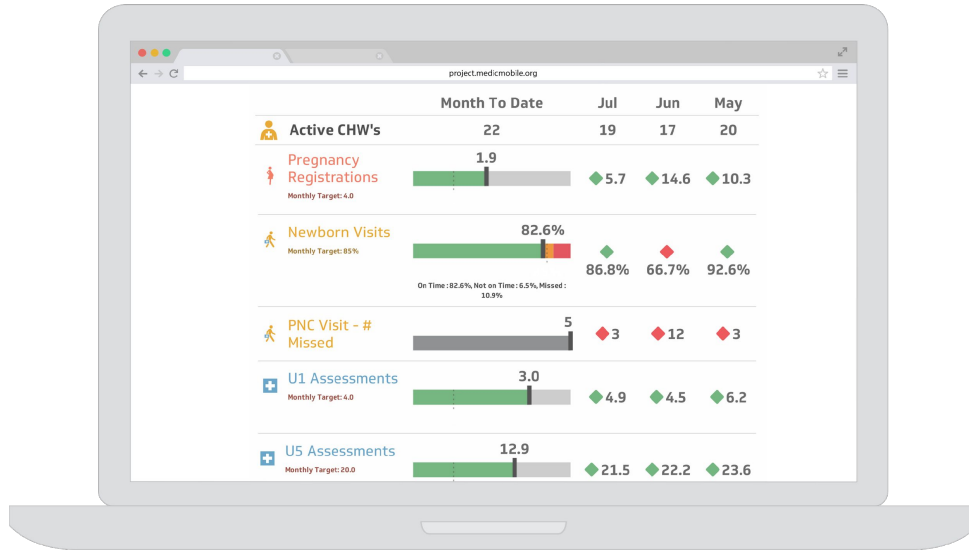 project.medicmobile.org
Month To Date Jul Jun May
Active CHW's 22 19 17 20
Pregnancy
Registrations
Monthly Target: 4.0
1.9
5.7 14.6 10.3
Newborn Visits
Monthly Target: 85%
82.6%
86.8% 66.7% 92.6%
On Time : 82.6%, Not on Time : 6.5%, Missed :
10.9%
PNC Visit - #
Missed
5
3 12 3
U1 Assessments
Monthly Target: 4.0
3.0
4.9 4.5 6.2
U5 Assessments
Monthly Target: 20.0
12.9
21.5 22.2 23.6